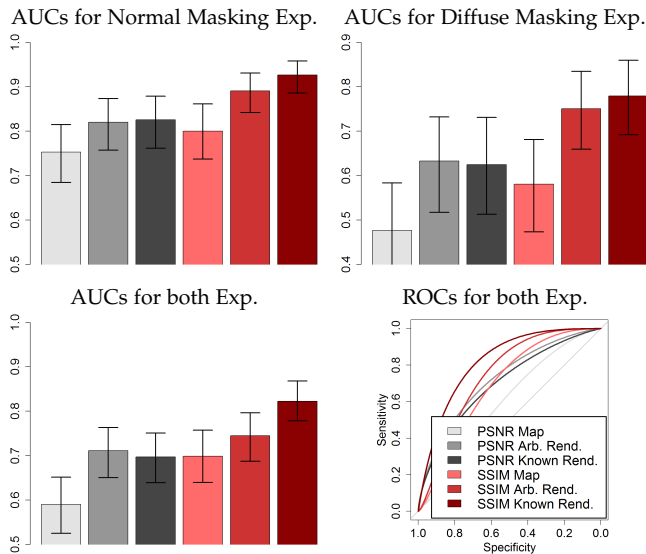 AUCs for Normal Masking Exp.
1.0
0.9
0.8
0.7
0.6
0.5
AUCs for Diffuse Masking Exp.
0.9
0.8
0.7
0.6
0.5
0.4
AUCs for both Exp.
1.0
0.9
0.8
0.7
0.6
0.5
ROCs for both Exp.
Sensitivity
1.0
0.8
0.6
0.4
0.2
0.0
PSNR Map
PSNR Arb. Rend.
PSNR Known Rend.
SSIM Map
SSIM Arb. Rend.
SSIM Known Rend.
1.0 0.8 0.6 0.4 0.2 0.0
Specificity